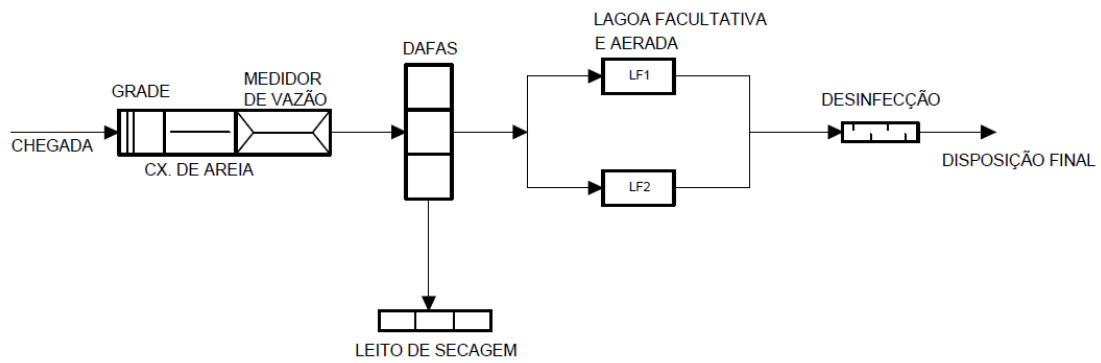 LAGOA FACULTATIVA
E AERADA
DAFAS
LF1
MEDIDOR
DE VAZÃO
GRADE
DESINFECÇÃO
CHEGADA
CX. DE AREIA
DISPOSIÇÃO FINAL
LF2
LEITO DE SECAGEM